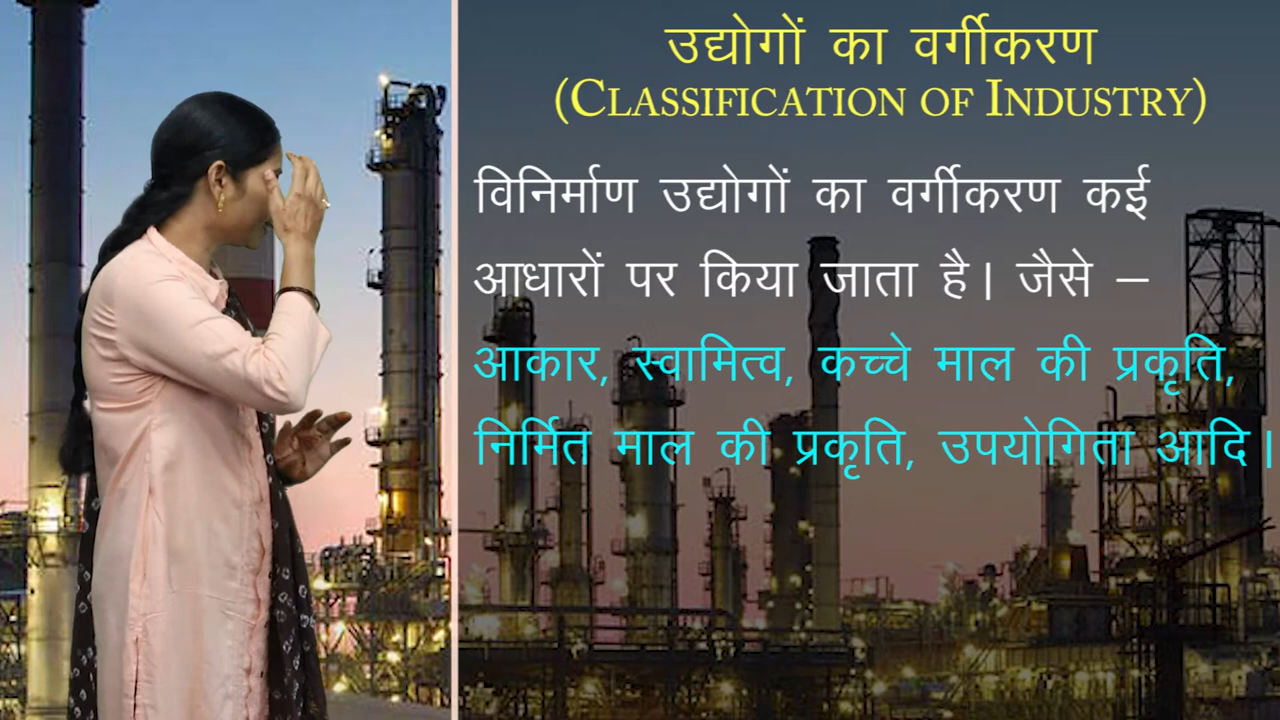 उद्योगों का वर्गीकरण
(CLASSIFICATION OF INDUSTRY)
विनिर्माण उद्योगों का वर्गीकरण कई
आधारों पर किया जाता है। जैसे –
आकार, स्वामित्व, कच्चे माल की प्रकृति,
निर्मित माल की प्रकृति, उपयोगिता आदि।